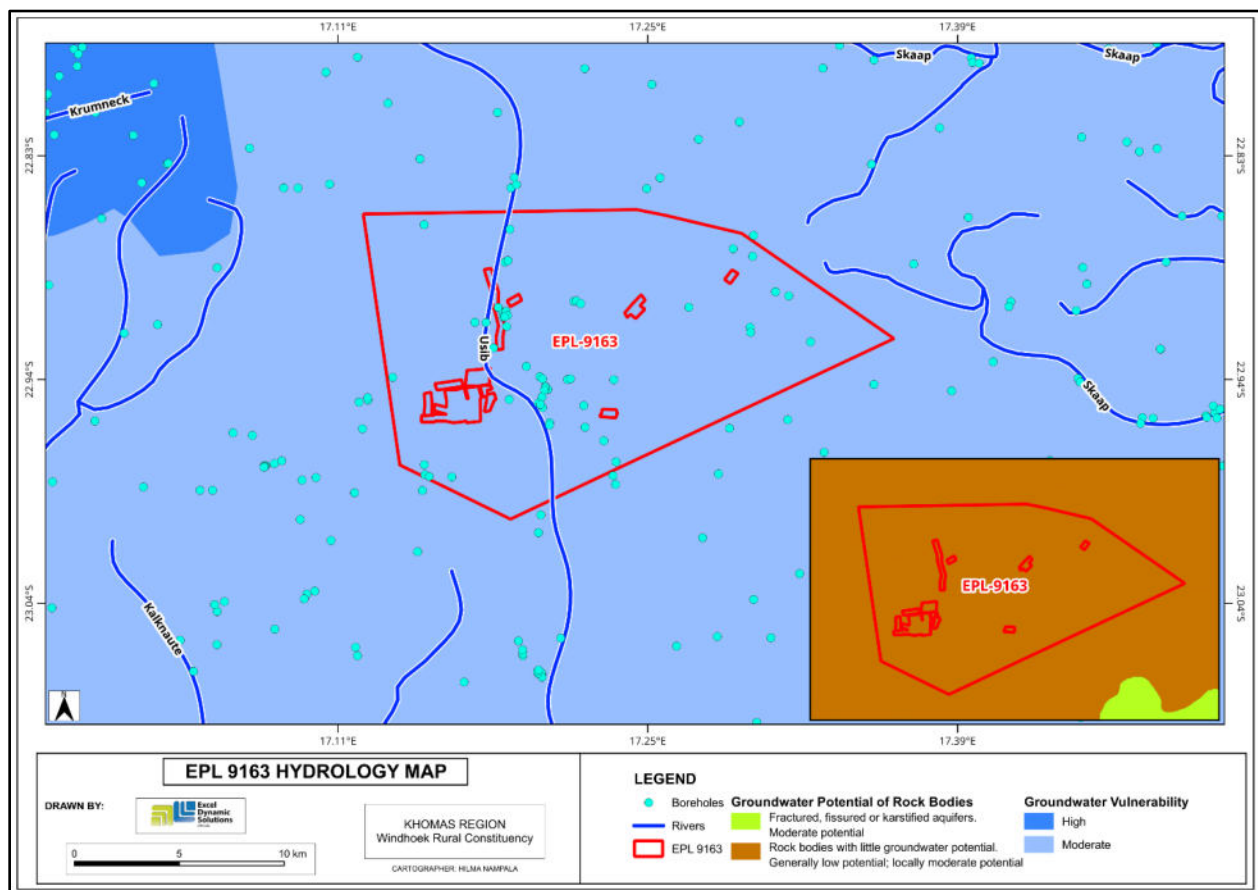 17.11°E
17.25°E
17.39°E
Skaap
Skaap
Krumneck
22.83°S
22.83°S
EPL-9163
Usib
22.94°S
22.94°S
Skaap
EPL-9163
23.04°S
23.04°S
Kalknaute
N
17.11°E
17.25°E
17.39°E
EPL 9163 HYDROLOGY MAP
DRAWN BY:
Excel
Dynamic
Solutions
0 5 10 km
KHOMAS REGION
Windhoek Rural Constituency
CARTOGRAPHER: HILMA NAMPALA
LEGEND
Boreholes
Rivers
EPL 9163
Groundwater Potential of Rock Bodies
Fractured, fissured or karstified aquifers.
Moderate potential
Rock bodies with little groundwater potential.
Generally low potential; locally moderate potential
Groundwater Vulnerability
High
Moderate